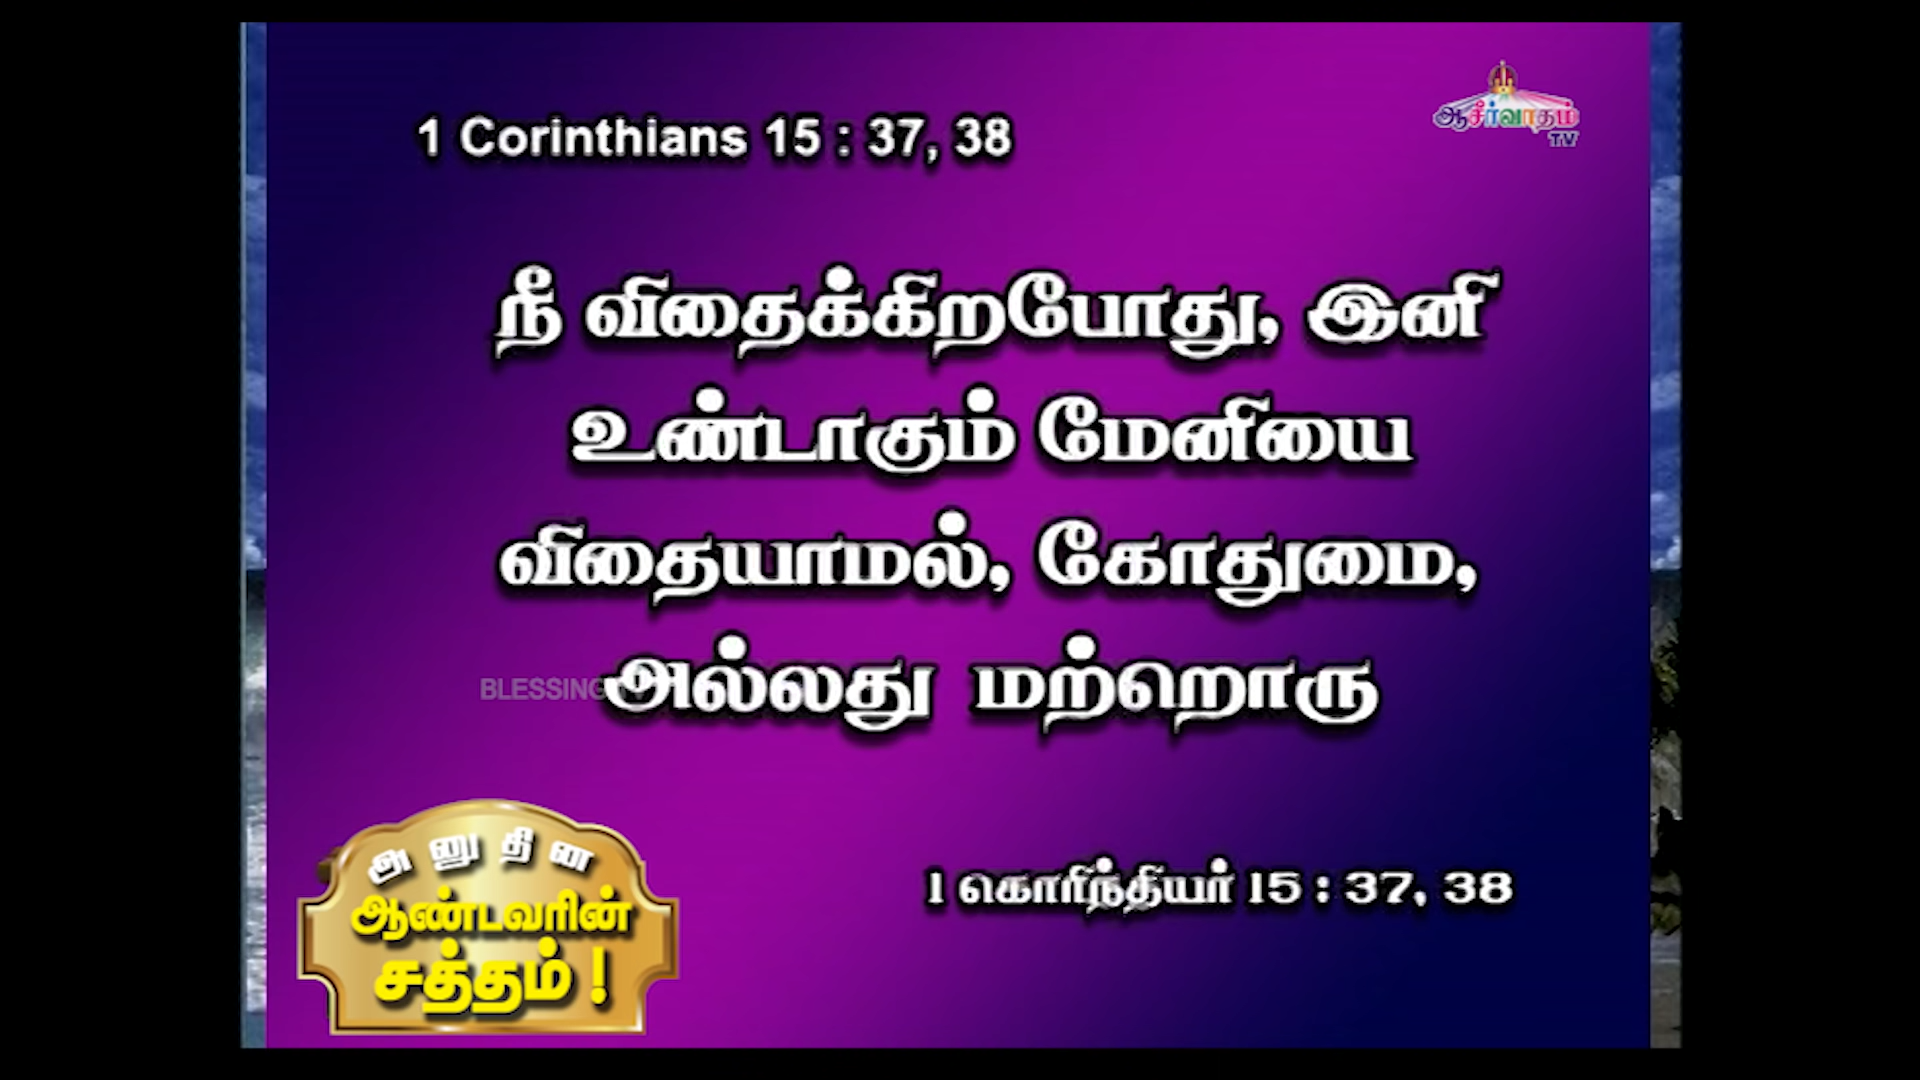 1 Corinthians 15 : 37, 38
ஆசீர்வாதம்
TV
நீ விதைக்கிறபோது, இனி
உண்டாகும் மேனியை
விதையாமல், கோதுமை,
அல்லது மற்றொரு
BLESSING
1 கொரிந்தியர் 15 : 37, 38
அனுதின
ஆண்டவரின்
சத்தம் !